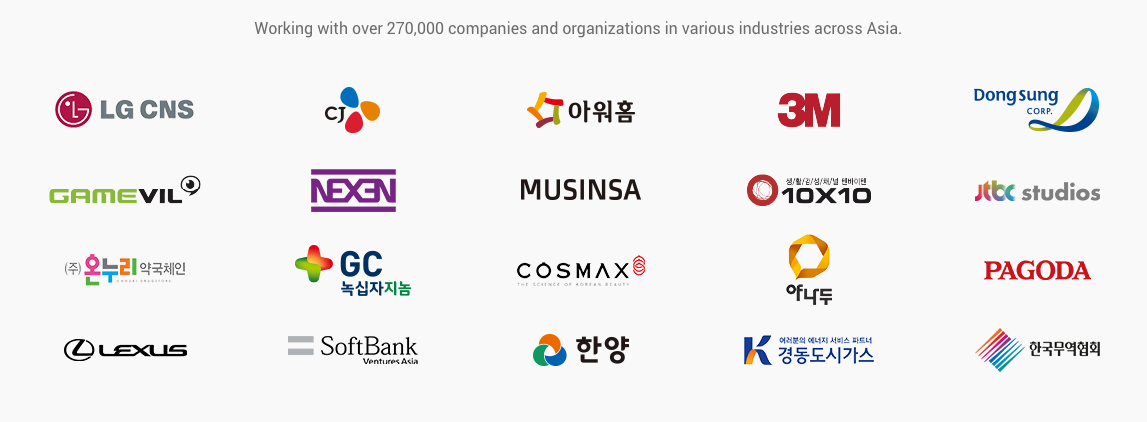 Working with over 270,000 companies and organizations in various industries across Asia.
LG CNS
CJ
아워홈
3M
DongSung
CORP.
GAMEVIL
NEXEN
MUSINSA
생/활/감/성/채/널 텐바이텐
10X10
jtbc studios
(주)온누리약국체인
GC
녹십자지놈
COSMAX
THE SCIENCE OF KOREAN BEAUTY
야나두
PAGODA
LEXUS
SoftBank
Ventures Asia
한양
여러분의 에너지 서비스 파트너
경동도시가스
한국무역협회